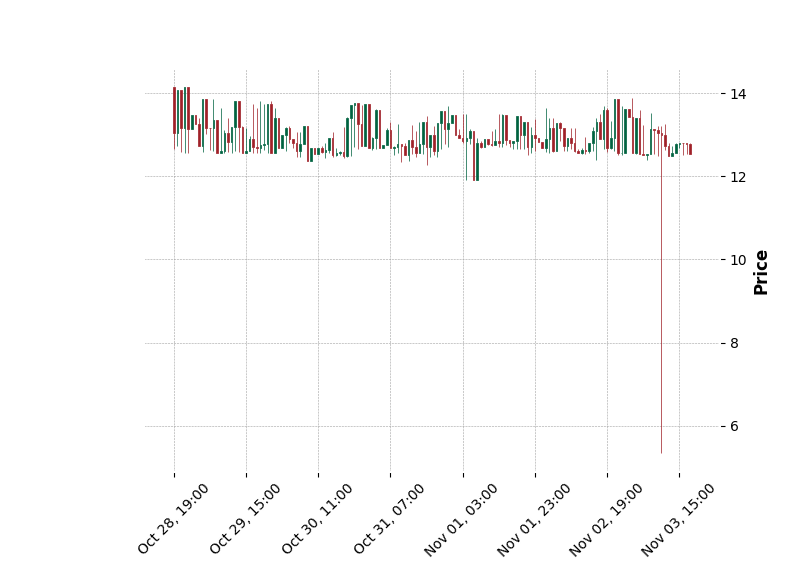 14
12
10
8
6
Price
Oct 28, 19:00
Oct 29, 15:00
Oct 30, 11:00
Oct 31, 07:00
Nov 01, 03:00
Nov 01, 23:00
Nov 02, 19:00
Nov 03, 15:00